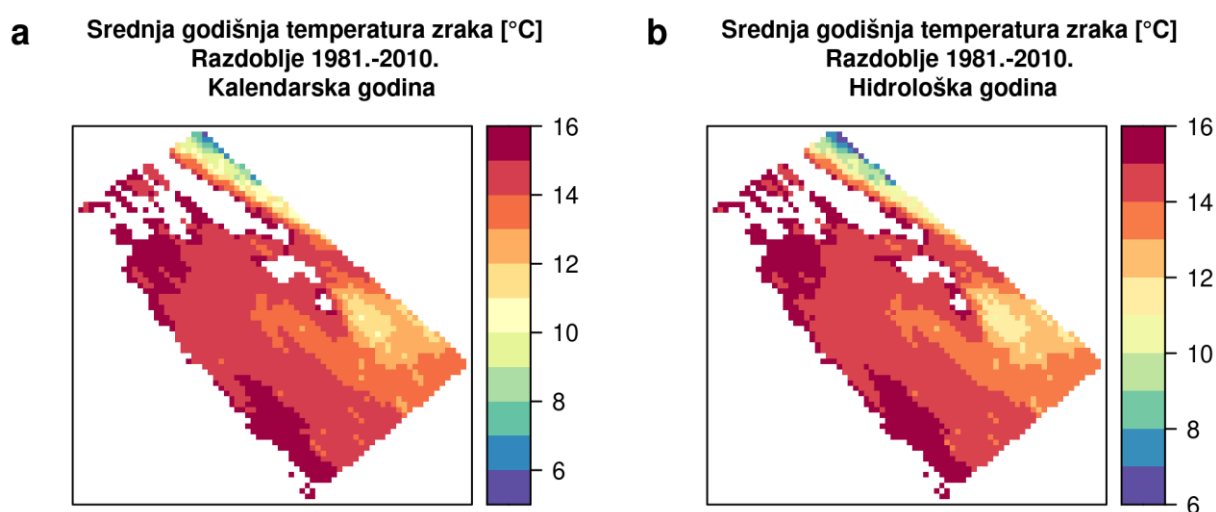 a
Srednja godišnja temperatura zraka [°C]
Razdoblje 1981.-2010.
Kalendarska godina
16
14
12
10
8
6
b
Srednja godišnja temperatura zraka [°C]
Razdoblje 1981.-2010.
Hidrološka godina
16
14
12
10
8
6